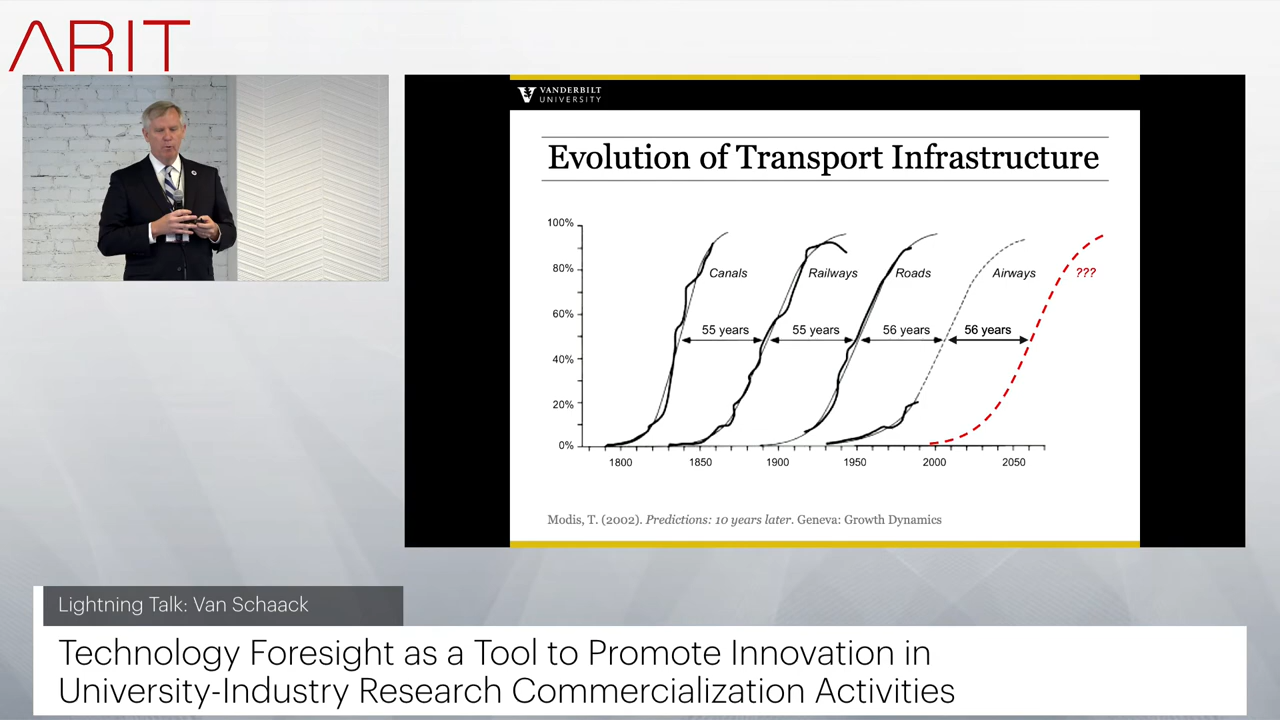 ARIT
VANDERBILT
UNIVERSITY
Evolution of Transport Infrastructure
100%
80%
60%
40%
20%
0%
Canals
Railways
Roads
Airways
???
55 years
55 years
56 years
56 years
1800
1850
1900
1950
2000
2050
Modis, T. (2002). Predictions: 10 years later. Geneva: Growth Dynamics
Lightning Talk: Van Schaack
Technology Foresight as a Tool to Promote Innovation in
University-Industry Research Commercialization Activities